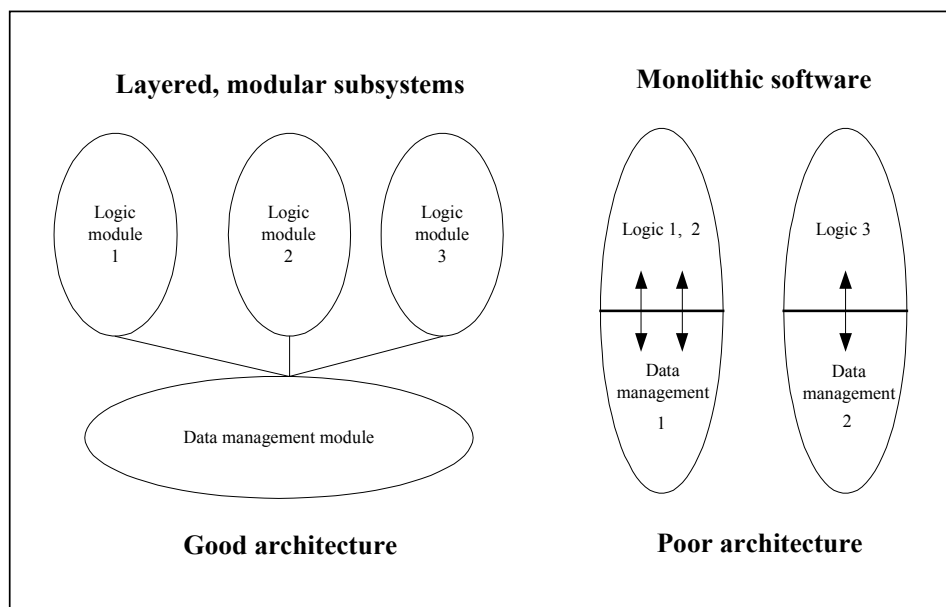 Layered, modular subsystems
Logic
module
1
Logic
module
2
Logic
module
3
Data management module
Good architecture
Monolithic software
Logic 1, 2
Data
management
1
Logic 3
Data
management
2
Poor architecture